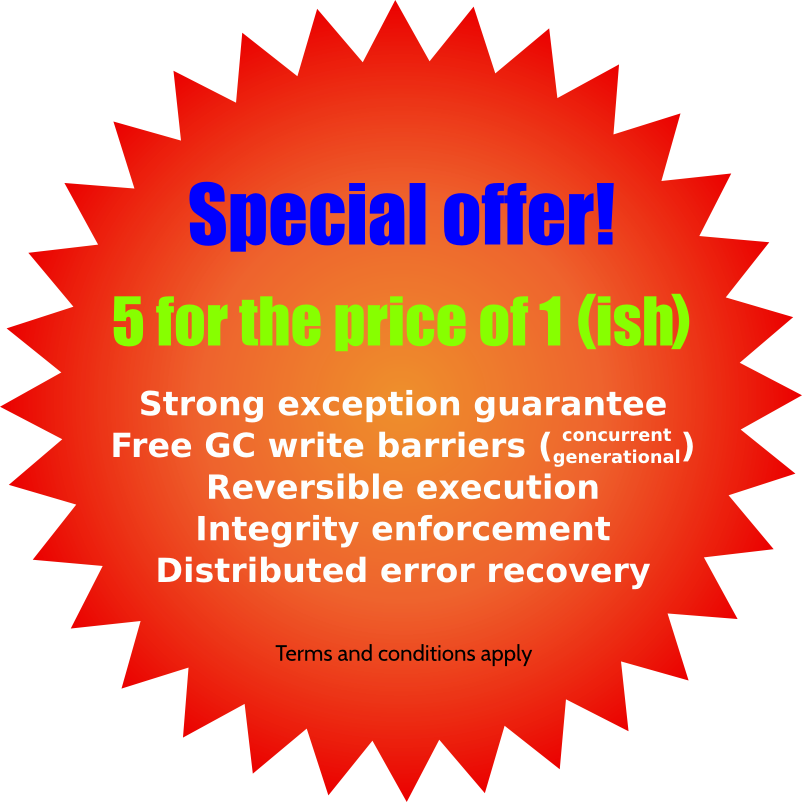 Special offer!
5 for the price of 1 (ish)
Strong exception guarantee
Free GC write barriers (concurrent generational)
Reversible execution
Integrity enforcement
Distributed error recovery
Terms and conditions apply